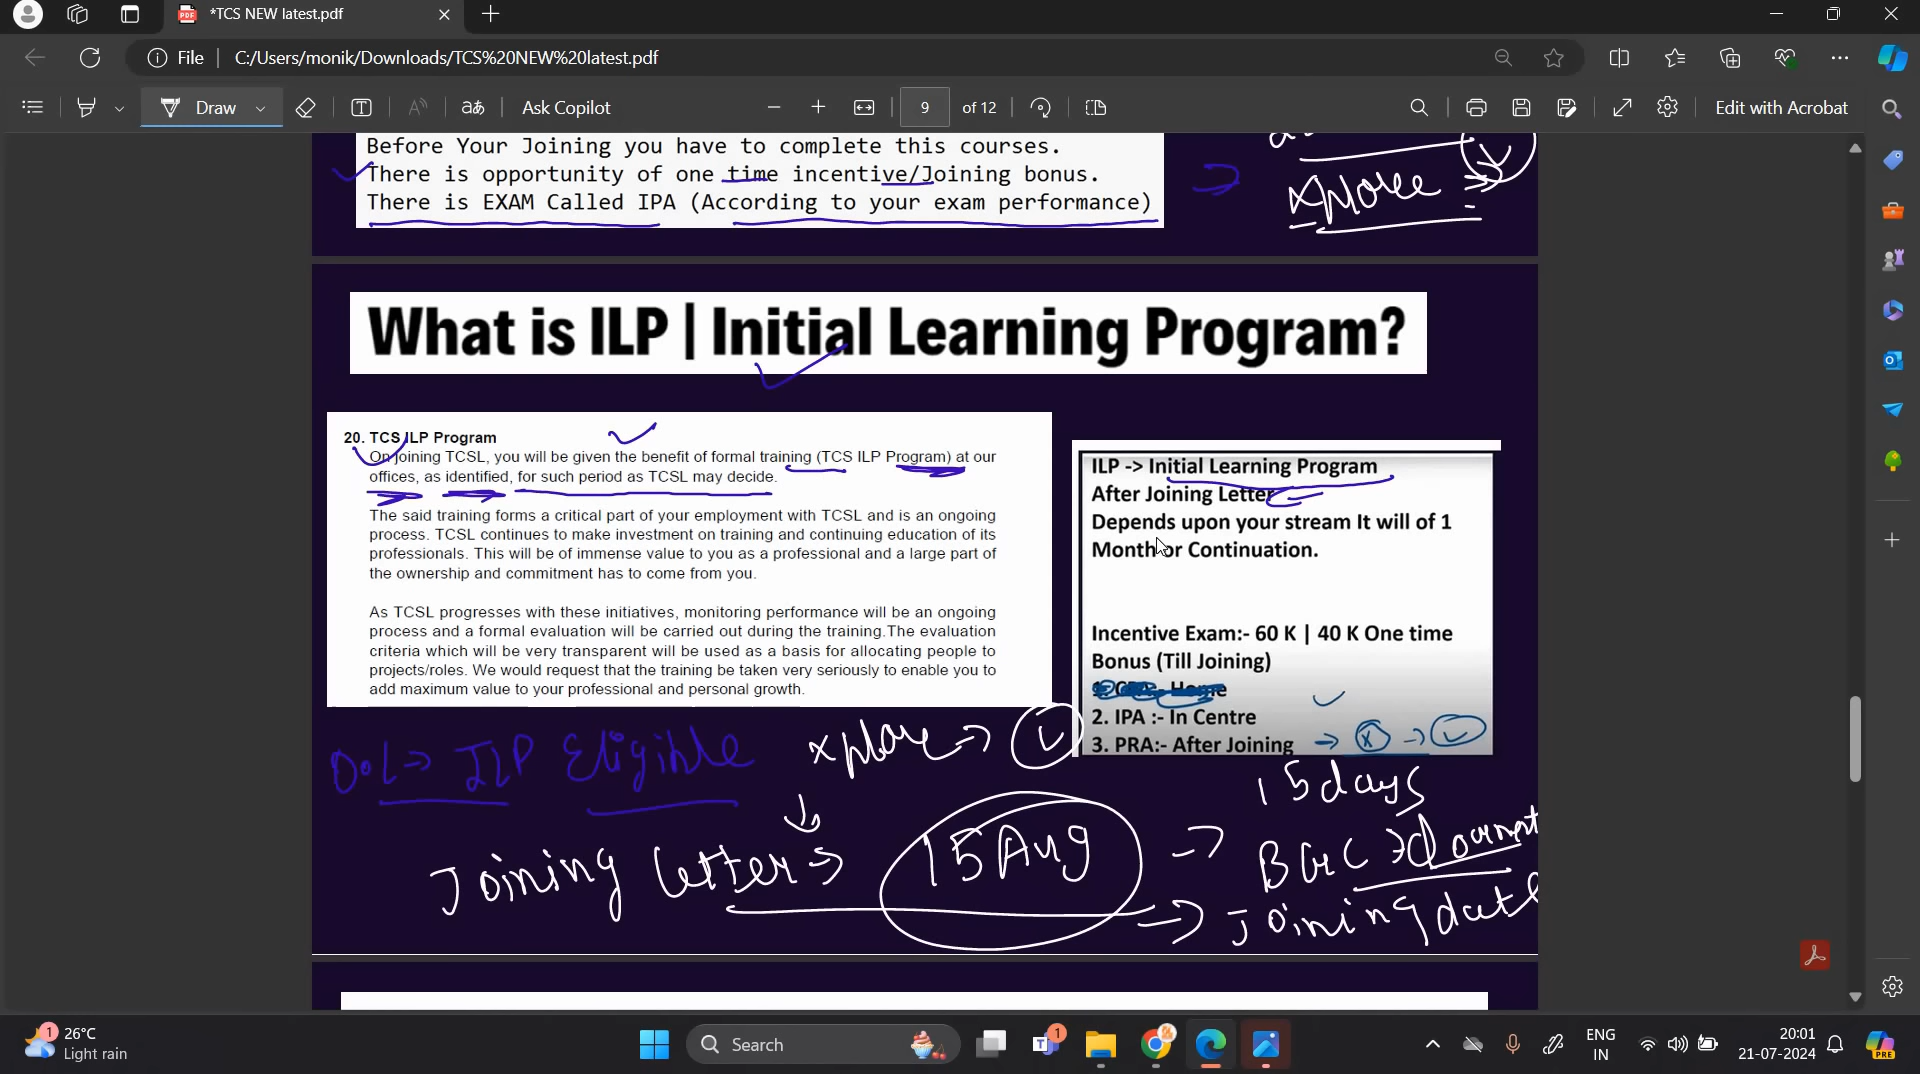 *TCS NEW latest.pdf
File
C:/Users/monik/Downloads/TCS%20NEW%20latest.pdf
Draw
Ask Copilot
9 of 12
Edit with Acrobat
Before Your Joining you have to complete this courses.
There is opportunity of one time incentive/Joining bonus.
There is EXAM Called IPA (According to your exam performance)
xplore
What is ILP | Initial Learning Program?
20. TCS ILP Program
On joining TCSL, you will be given the benefit of formal training (TCS ILP Program) at our
offices, as identified, for such period as TCSL may decide.
The said training forms a critical part of your employment with TCSL and is an ongoing
process. TCSL continues to make investment on training and continuing education of its
professionals. This will be of immense value to you as a professional and a large part of
the ownership and commitment has to come from you.
As TCSL progresses with these initiatives, monitoring performance will be an ongoing
process and a formal evaluation will be carried out during the training.The evaluation
criteria which will be very transparent will be used as a basis for allocating people to
projects/roles. We would request that the training be taken very seriously to enable you to
add maximum value to your professional and personal growth.
ILP -> Initial Learning Program
After Joining Letter
Depends upon your stream It will of 1
Month or Continuation.
Incentive Exam:- 60 K | 40 K One time
Bonus (Till Joining)
Home
2. IPA :- In Centre
3. PRA:- After Joining
ILP Eligible
xplore
15 days
Joining letter
15 Aug
BGC
Joining date
26°C
Light rain
Search
ENG
IN
20:01
21-07-2024